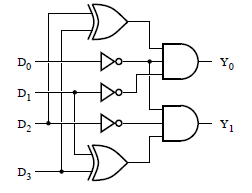 D₀ Y₀
D₁
D₂ Y₁
D₃